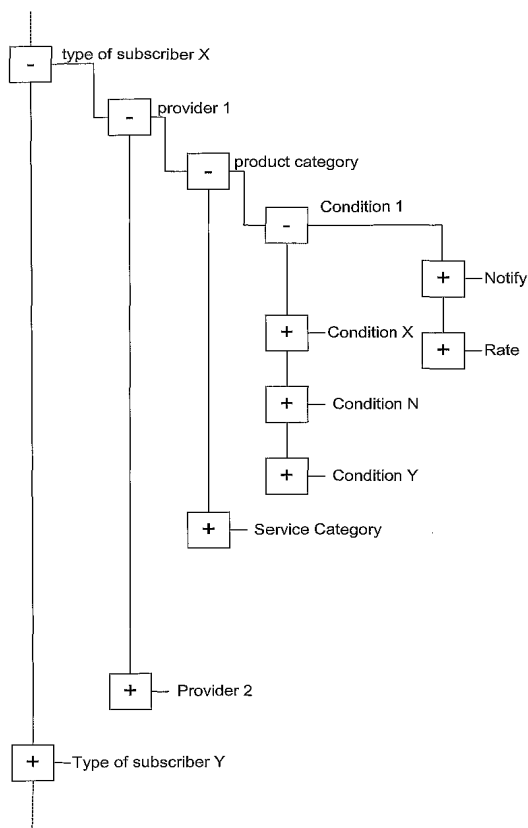 type of subscriber X
-
provider 1
-
product category
-
Condition 1
-
+ Notify
+ Condition X
+ Rate
+ Condition N
+ Condition Y
+ Service Category
+ Provider 2
+ Type of subscriber Y